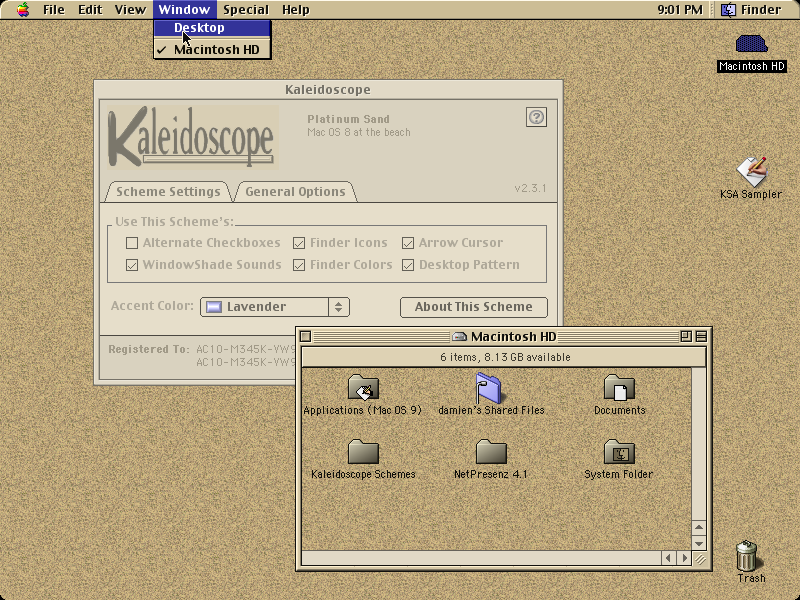 File Edit View Window Special Help 9:01 PM Finder
Desktop
✓ Macintosh HD
Macintosh HD
Kaleidoscope
Kaleidoscope
Platinum Sand
Mac OS 8 at the beach
?
KSA Sampler
Scheme Settings
General Options
v2.3.1
Use This Scheme's:
Alternate Checkboxes
Finder Icons
Arrow Cursor
WindowShade Sounds
Finder Colors
Desktop Pattern
Accent Color: Lavender
About This Scheme
Registered To: AC10-M345K-YW9
AC10-M345K-YW9
Macintosh HD
6 items, 8.13 GB available
Applications (Mac OS 9)
damien's Shared Files
Documents
Kaleidoscope Schemes
NetPresenz 4.1
System Folder
Trash